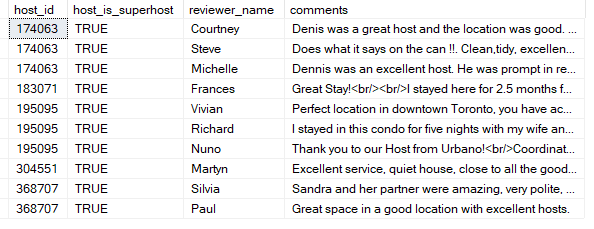 host_id host_is_superhost reviewer_name comments
174063 TRUE Courtney Denis was a great host and the location was good. ...
174063 TRUE Steve Does what it says on the can !!. Clean,tidy, excellen...
174063 TRUE Michelle Dennis was an excellent host. He was prompt in re...
183071 TRUE Frances Great Stay!<br/><br/>I stayed here for 2.5 months f...
195095 TRUE Vivian Perfect location in downtown Toronto, you have ac...
195095 TRUE Richard I stayed in this condo for five nights with my wife an...
195095 TRUE Nuno Thank you to our Host from Urbano!<br/>Coordinat...
304551 TRUE Martyn Excellent service, quiet house, close to all the good...
368707 TRUE Silvia Sandra and her partner were amazing, very polite, ...
368707 TRUE Paul Great space in a good location with excellent hosts.